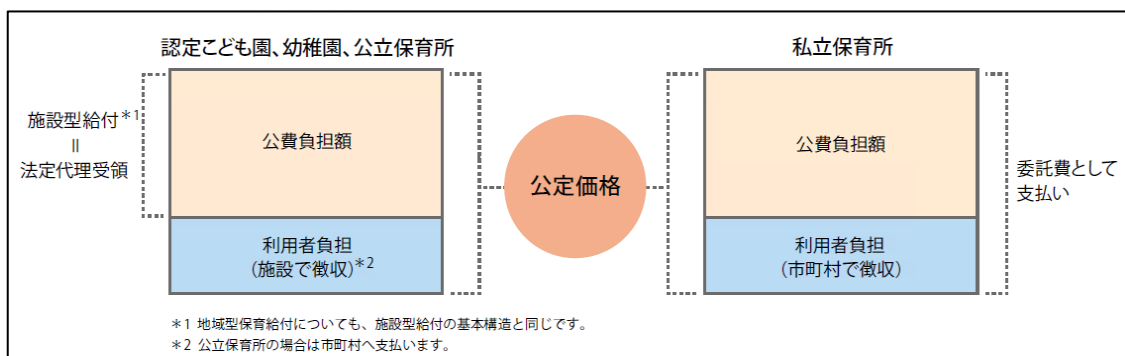 認定こども園、幼稚園、公立保育所
施設型給付＊1
＝
法定代理受領
公費負担額
利用者負担
(施設で徴収)＊2
公定価格
私立保育所
公費負担額
利用者負担
(市町村で徴収)
委託費として
支払い
＊1 地域型保育給付についても、施設型給付の基本構造と同じです。
＊2 公立保育所の場合は市町村へ支払います。